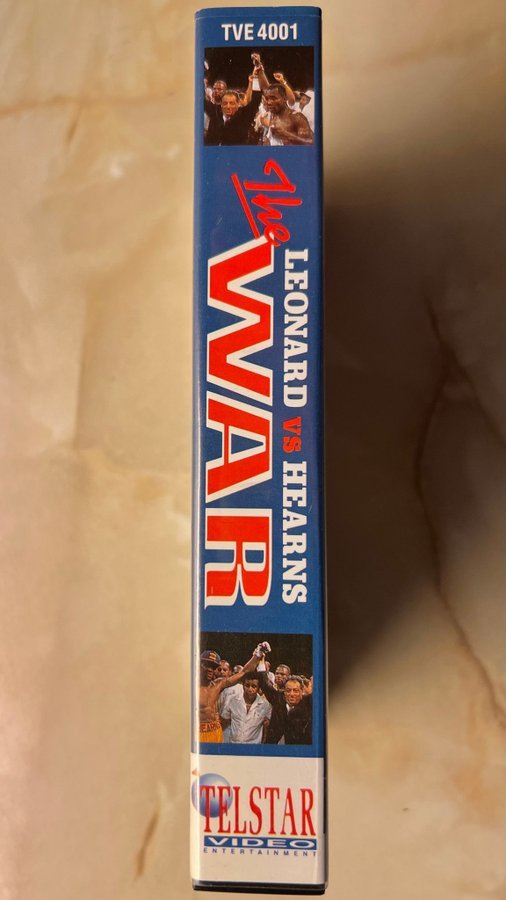 TVE 4001
The
WAR
LEONARD VS HEARNS
TELSTAR
VIDEO
ENTERTAINMENT